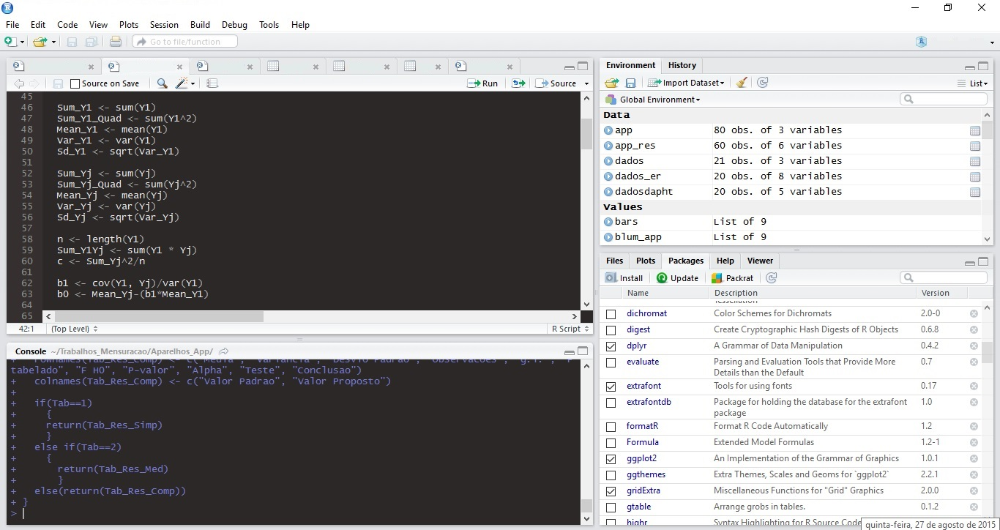 File Edit Code View Plots Session Build Debug Tools Help
Go to file/function
Source on Save Run Source
45
46 Sum_Y1 <- sum(Y1)
47 Sum_Y1_Quad <- sum(Y1^2)
48 Mean_Y1 <- mean(Y1)
49 Var_Y1 <- var(Y1)
50 Sd_Y1 <- sqrt(Var_Y1)
51
52 Sum_Yj <- sum(Yj)
53 Sum_Yj_Quad <- sum(Yj^2)
54 Mean_Yj <- mean(Yj)
55 Var_Yj <- var(Yj)
56 Sd_Yj <- sqrt(Var_Yj)
57
58 n <- length(Y1)
59 Sum_Y1Yj <- sum(Y1 * Yj)
60 c <- Sum_Yj^2/n
61
62 b1 <- cov(Y1, Yj)/var(Y1)
63 b0 <- Mean_Yj-(b1*Mean_Y1)
64
65
42:1 (Top Level) R Script
Console ~/Trabalhos_Mensuracao/Aparelhos_App/
+ rownames(Tab_Res_Comp) <- c("Media", "Variancia", "Desvio Padrao", "Observacoes", "g.l.", "F
tabelado", "F H0", "P-valor", "Alpha", "Teste", "Conclusao")
+ colnames(Tab_Res_Comp) <- c("Valor Padrao", "Valor Proposto")
+
+ if(Tab==1)
+ {
+ return(Tab_Res_Simp)
+ }
+ else if(Tab==2)
+ {
+ return(Tab_Res_Med)
+ }
+ else(return(Tab_Res_Comp))
+ }
>
Environment History
Import Dataset List
Global Environment
Data
app 80 obs. of 3 variables
app_res 60 obs. of 6 variables
dados 21 obs. of 3 variables
dados_er 20 obs. of 8 variables
dadosdapht 20 obs. of 5 variables
Values
bars List of 9
blum_app List of 9
Files Plots Packages Help Viewer
Install Update Packrat
Name Description Version
Tessellation
dichromat Color Schemes for Dichromats 2.0-0
digest Create Cryptographic Hash Digests of R Objects 0.6.8
dplyr A Grammar of Data Manipulation 0.4.2
evaluate Parsing and Evaluation Tools that Provide More 0.7
Details than the Default
extrafont Tools for using fonts 0.17
extrafontdb Package for holding the database for the extrafont 1.0
package
formatR Format R Code Automatically 1.2
Formula Extended Model Formulas 1.2-1
ggplot2 An Implementation of the Grammar of Graphics 1.0.1
ggthemes Extra Themes, Scales and Geoms for `ggplot2` 2.2.1
gridExtra Miscellaneous Functions for "Grid" Graphics 2.0.0
gtable Arrange grobs in tables. 0.1.2
highr Syntax Highlighting for R Source Code
quinta-feira, 27 de agosto de 2015